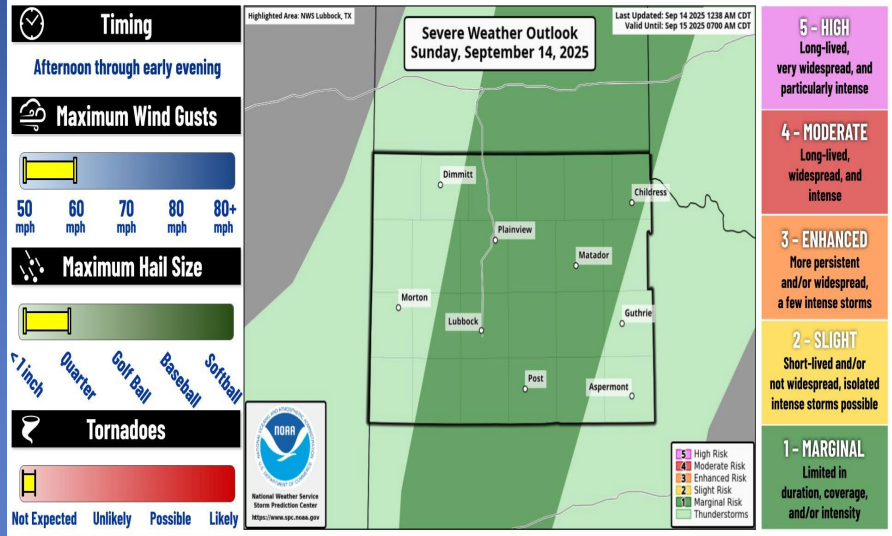 Timing
Afternoon through early evening
Maximum Wind Gusts
50 60 70 80 80+
mph mph mph mph mph
Maximum Hail Size
< 1 inch Quarter Golf Ball Baseball Softball
Tornadoes
Not Expected Unlikely Possible Likely
Highlighted Area: NWS Lubbock, TX
Severe Weather Outlook
Sunday, September 14, 2025
Last Updated: Sep 14 2025 1238 AM CDT
Valid Until: Sep 15 2025 0700 AM CDT
Dimmitt
Childress
Plainview
Matador
Morton
Guthrie
Lubbock
Post
Aspermont
NOAA
National Weather Service
Storm Prediction Center
https://www.spc.noaa.gov
5 High Risk
4 Moderate Risk
3 Enhanced Risk
2 Slight Risk
1 Marginal Risk
Thunderstorms
5 - HIGH
Long-lived,
very widespread, and
particularly intense
4 - MODERATE
Long-lived,
widespread, and
intense
3 - ENHANCED
More persistent
and/or widespread,
a few intense storms
2 - SLIGHT
Short-lived and/or
not widespread, isolated
intense storms possible
1 - MARGINAL
Limited in
duration, coverage,
and/or intensity